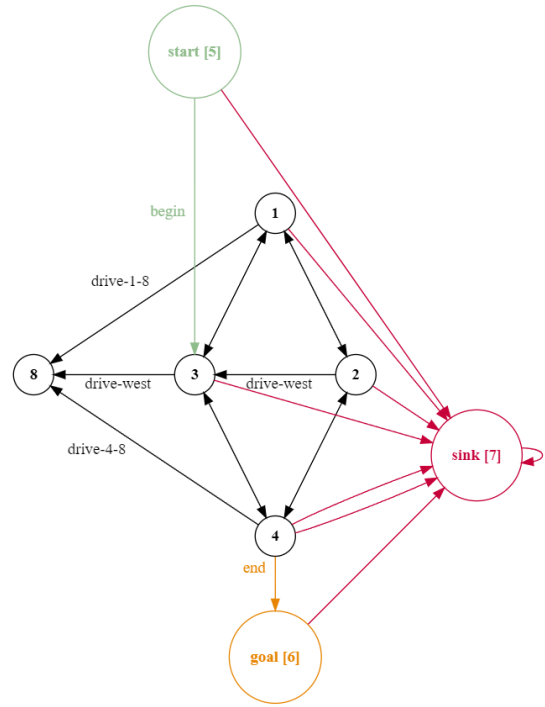 start [5]
begin
1
drive-1-8
8
drive-west
3
drive-west
2
drive-4-8
sink [7]
4
end
goal [6]